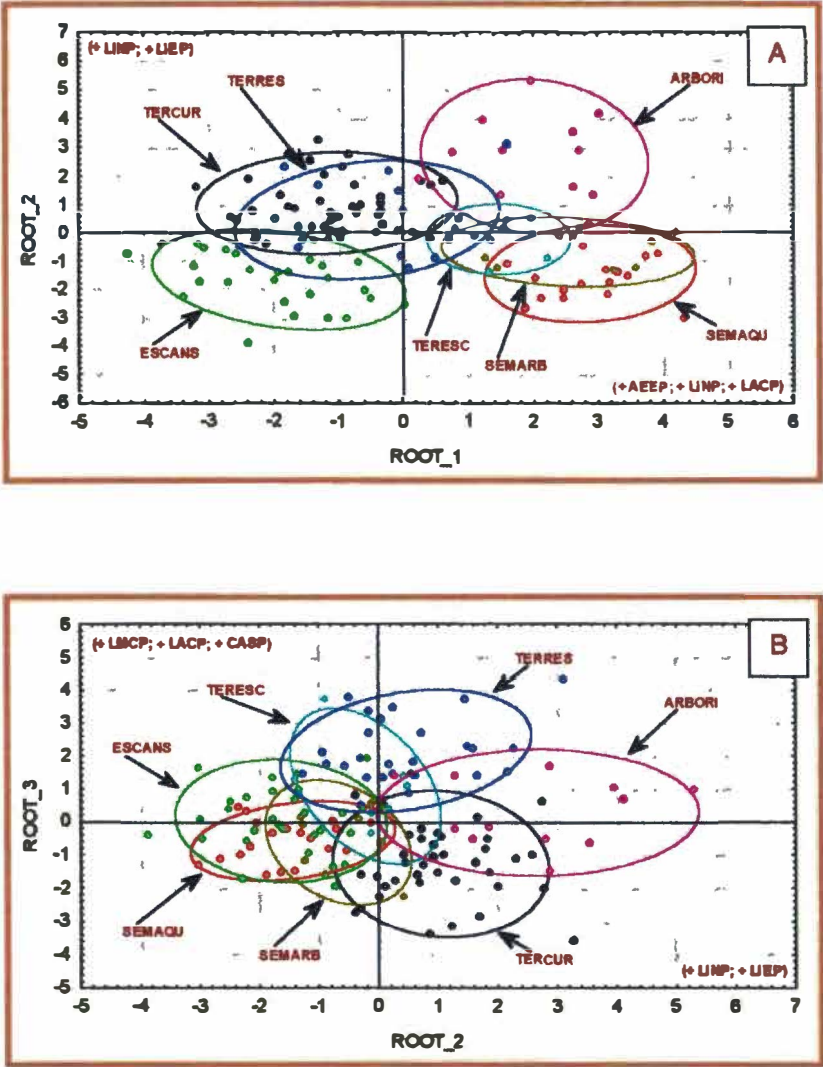 A
(+ LINP; + LIEP)
TERRES
TERCUR
ARBORI
7
6
5
4
3
2
1
0
-1
-2
-3
-4
-5
-6
ROOT_2
ESCANS
TERESC
SEMARB
SEMAQU
(+AEEP; + LINP; + LACP)
-5 -4 -3 -2 -1 0 1 2 3 4 5 6
ROOT_1
B
(+ LMCP; + LACP; + CASP)
TERRES
TERESC
ARBORI
ESCANS
6
5
4
3
2
1
0
-1
-2
-3
-4
-5
ROOT_3
SEMAQU
SEMARB
TERCUR
(+ LINP; + LIEP)
-5 -4 -3 -2 -1 0 1 2 3 4 5 6 7
ROOT_2